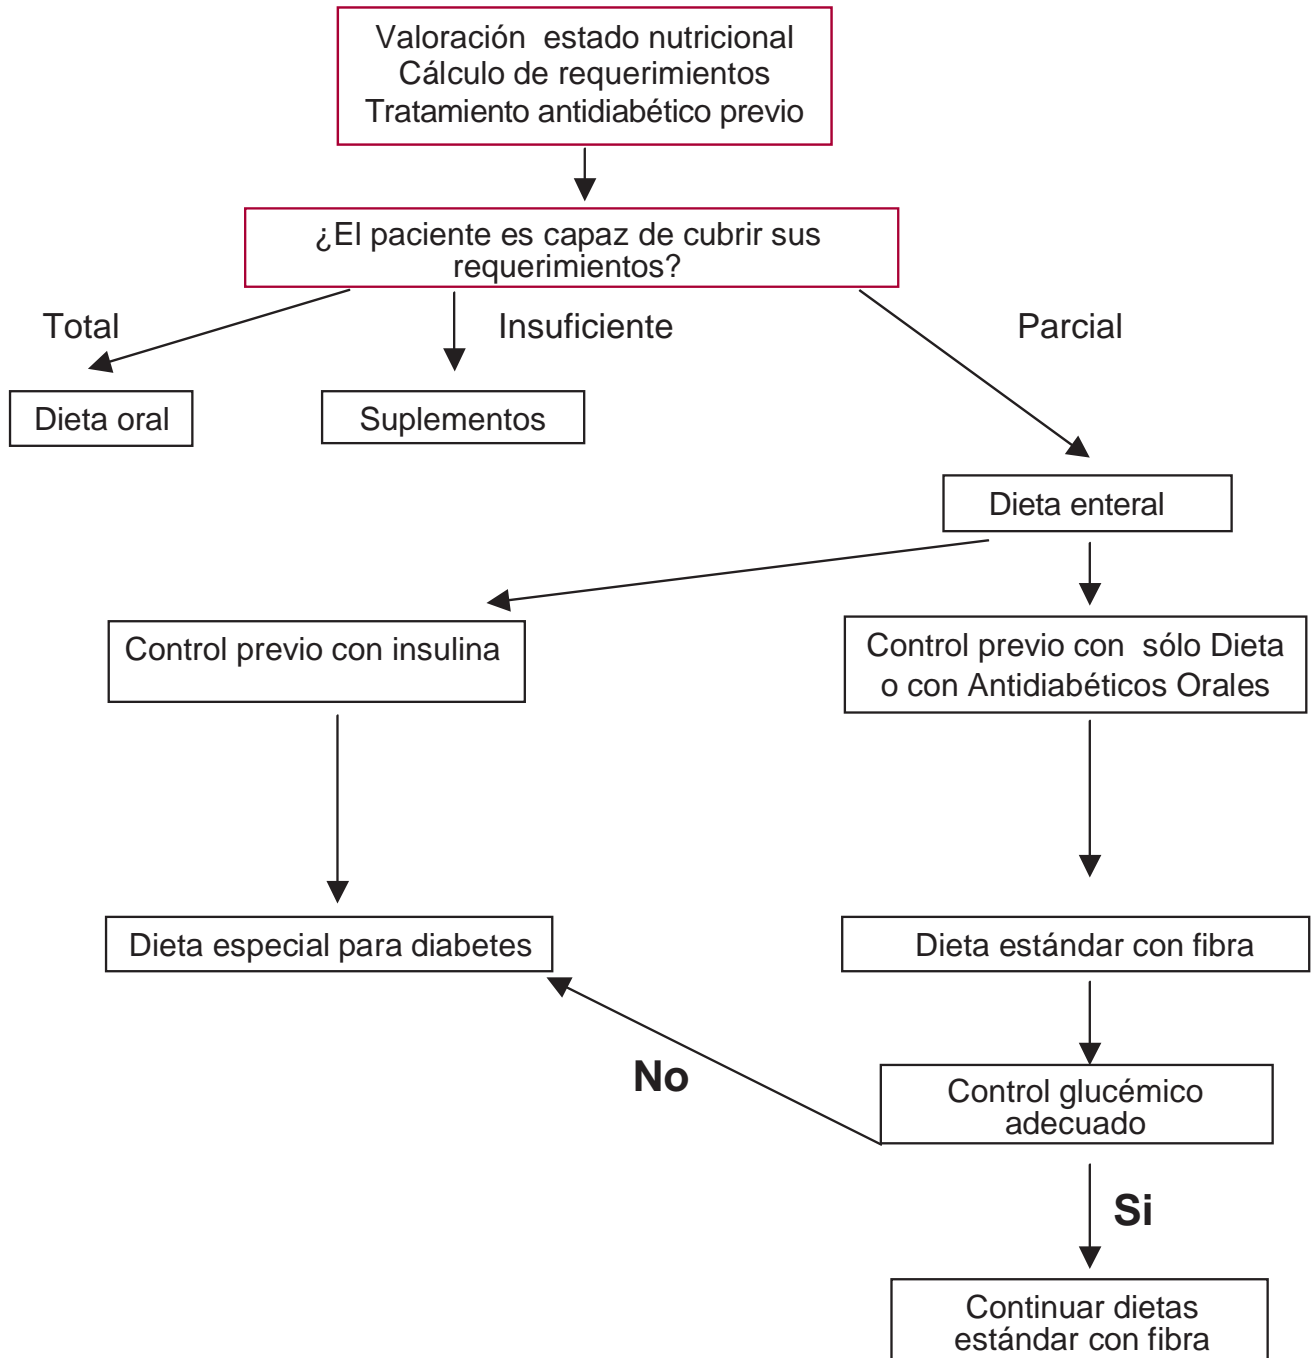 Valoración estado nutricional
Cálculo de requerimientos
Tratamiento antidiabético previo
¿El paciente es capaz de cubrir sus
requerimientos?
Total
Insuficiente
Parcial
Dieta oral
Suplementos
Dieta enteral
Control previo con insulina
Control previo con sólo Dieta
o con Antidiabéticos Orales
Dieta especial para diabetes
Dieta estándar con fibra
No
Control glucémico
adecuado
Si
Continuar dietas
estándar con fibra